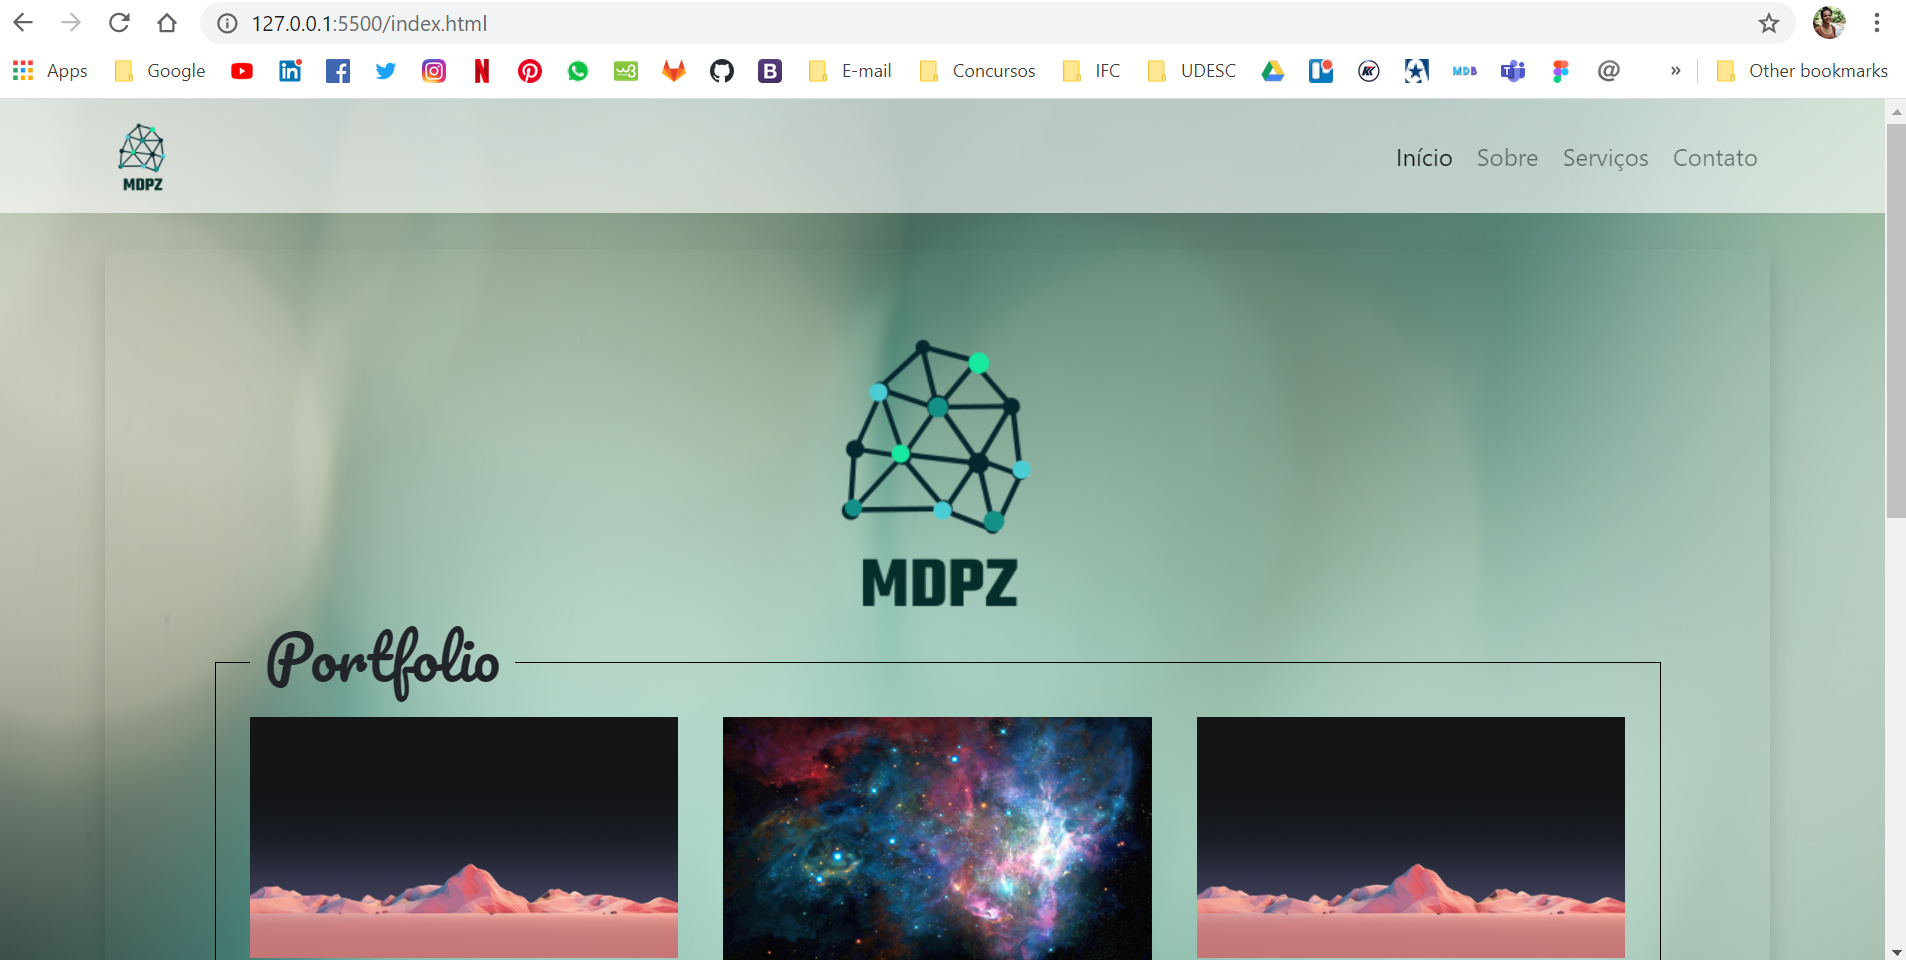 127.0.0.1:5500/index.html
Apps Google E-mail Concursos IFC UDESC MDB @ » Other bookmarks
MDPZ
Início Sobre Serviços Contato
MDPZ
Portfolio